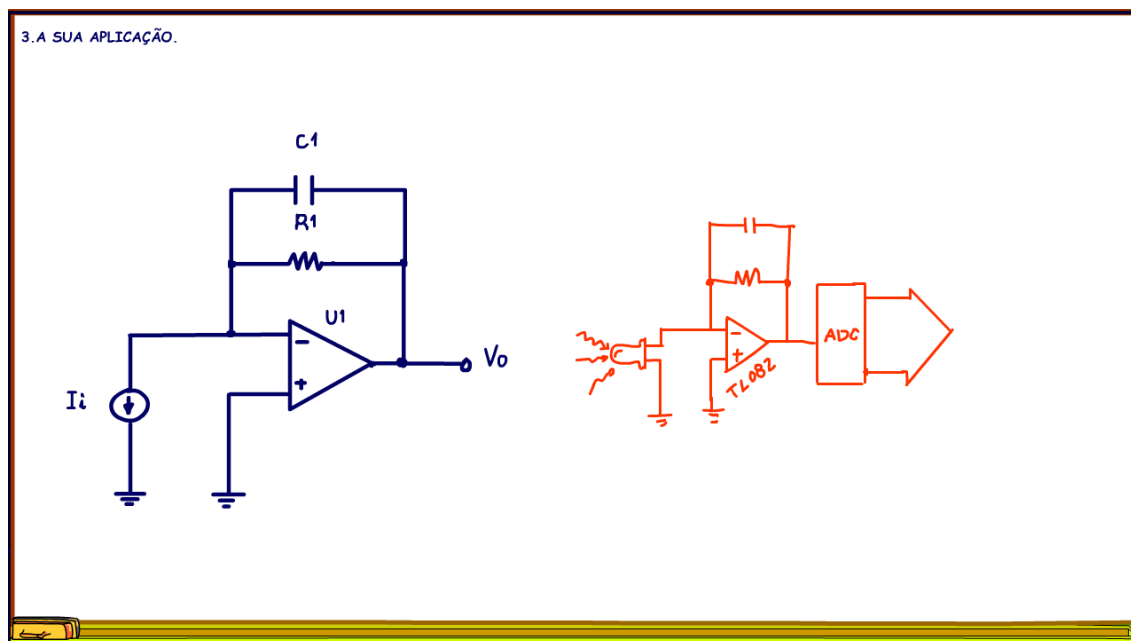 3.A SUA APLICAÇÃO.
C1
R1
U1
−
+
Vo
Ii
−
+
TL082
ADC